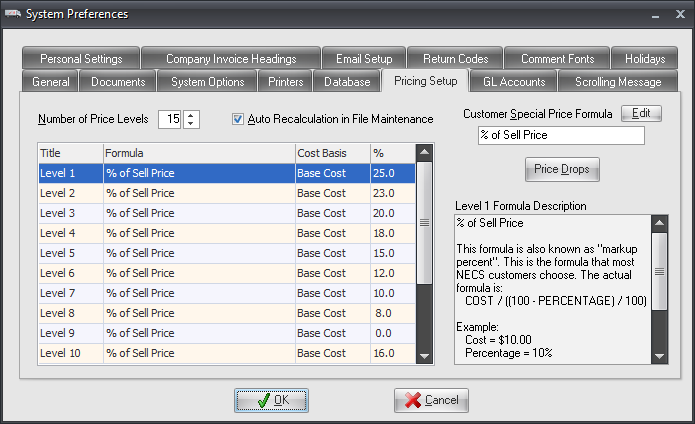 System Preferences
Personal Settings Company Invoice Headings Email Setup Return Codes Comment Fonts Holidays
General Documents System Options Printers Database Pricing Setup GL Accounts Scrolling Message
Number of Price Levels 15 Auto Recalculation in File Maintenance
Customer Special Price Formula Edit
% of Sell Price
Price Drops
Title Formula Cost Basis %
Level 1 % of Sell Price Base Cost 25.0
Level 2 % of Sell Price Base Cost 23.0
Level 3 % of Sell Price Base Cost 20.0
Level 4 % of Sell Price Base Cost 18.0
Level 5 % of Sell Price Base Cost 15.0
Level 6 % of Sell Price Base Cost 12.0
Level 7 % of Sell Price Base Cost 10.0
Level 8 % of Sell Price Base Cost 8.0
Level 9 % of Sell Price Base Cost 0.0
Level 10 % of Sell Price Base Cost 16.0
Level 1 Formula Description
% of Sell Price
This formula is also known as "markup
percent". This is the formula that most
NECS customers choose. The actual
formula is:
COST / ((100 - PERCENTAGE) / 100)
Example:
Cost = $10.00
Percentage = 10%
OK Cancel